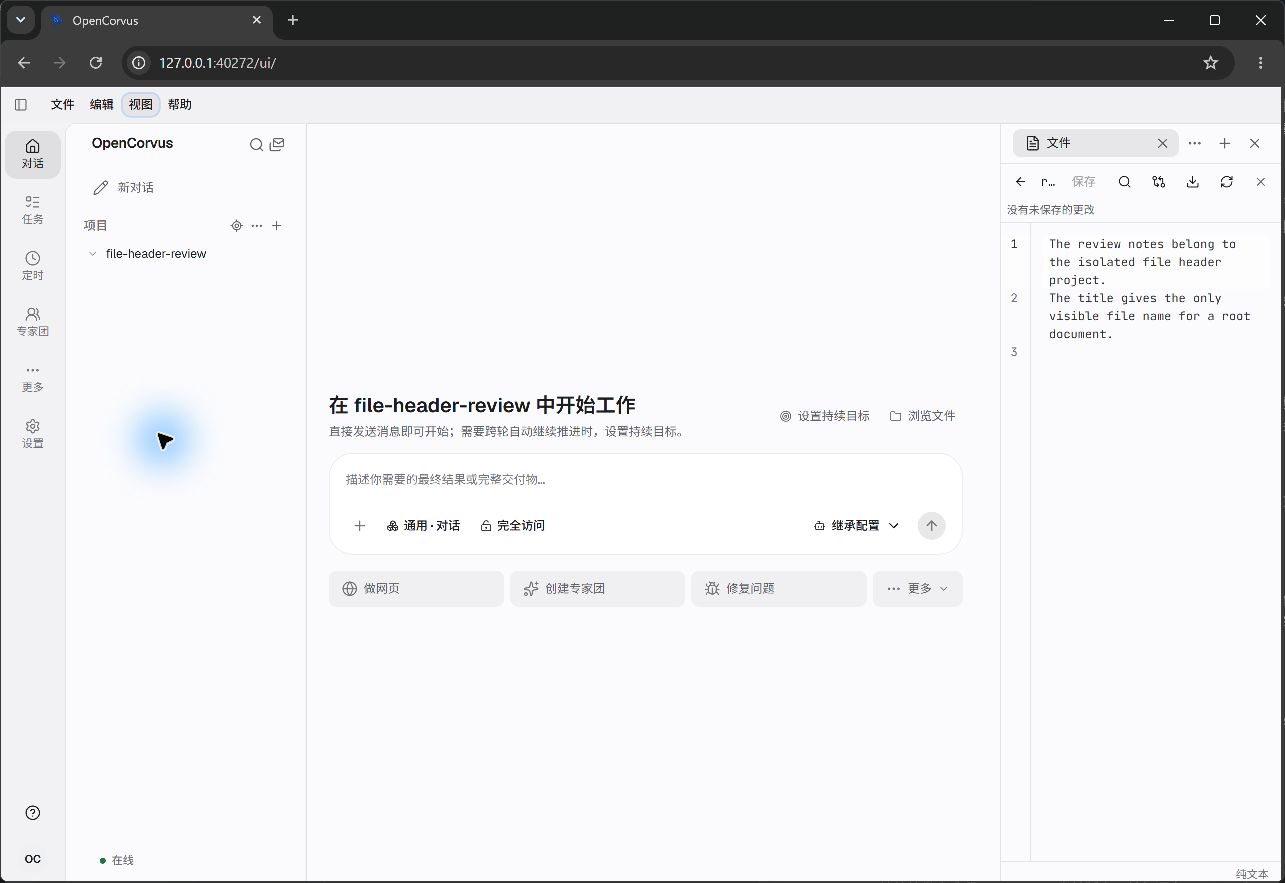 OpenCorvus
127.0.0.1:40272/ui/
文件 编辑 视图 帮助
对话
任务
定时
专家团
更多
设置
OC
OpenCorvus
新对话
项目
file-header-review
在线
在 file-header-review 中开始工作
直接发送消息即可开始；需要跨轮自动继续推进时，设置持续目标。
设置持续目标 浏览文件
描述你需要的最终结果或完整交付物...
通用 · 对话 完全访问 继承配置
做网页 创建专家团 修复问题 更多
文件
r... 保存
没有未保存的更改
1 The review notes belong to
the isolated file header
project.
2 The title gives the only
visible file name for a root
document.
3
纯文本